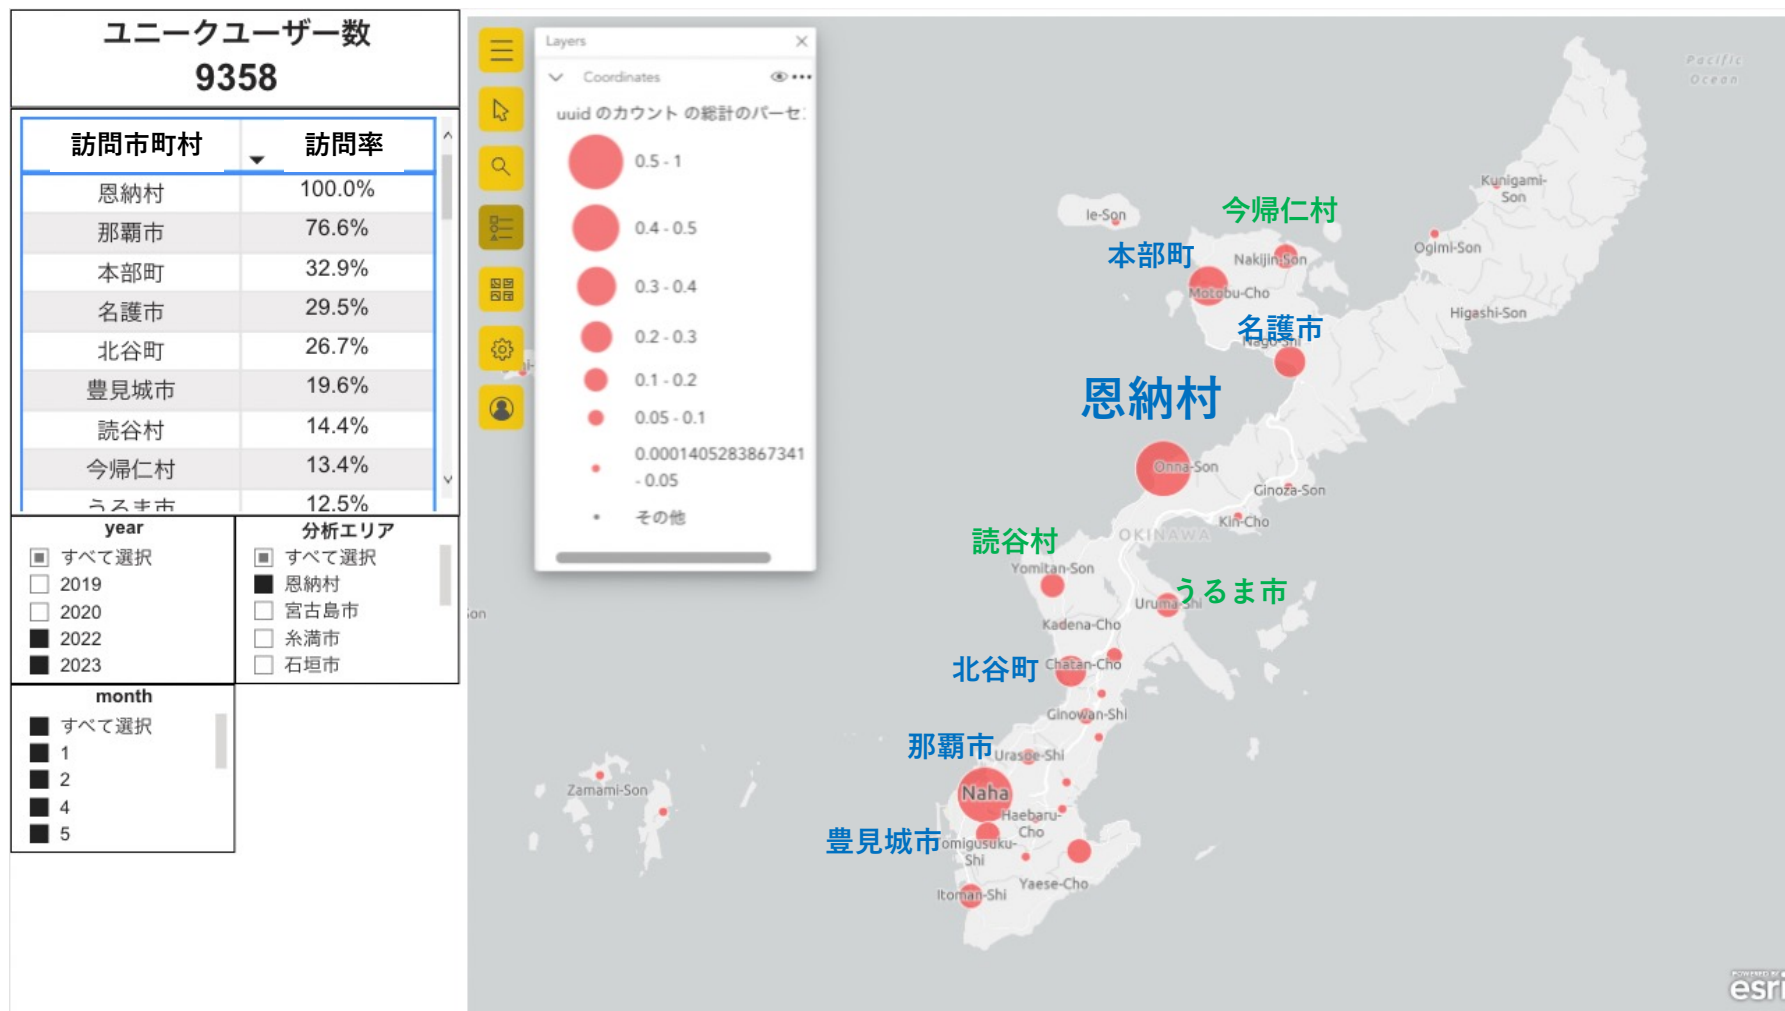 ユニークユーザー数
9358
訪問市町村 訪問率
恩納村 100.0%
那覇市 76.6%
本部町 32.9%
名護市 29.5%
北谷町 26.7%
豊見城市 19.6%
読谷村 14.4%
今帰仁村 13.4%
うるま市 12.5%
year
すべて選択
2019
2020
2022
2023
分析エリア
すべて選択
恩納村
宮古島市
糸満市
石垣市
month
すべて選択
1
2
4
5
Layers
Coordinates
uuid のカウント の総計のパーセ
0.5 - 1
0.4 - 0.5
0.3 - 0.4
0.2 - 0.3
0.1 - 0.2
0.05 - 0.1
0.0001405283867341
- 0.05
その他
Pacific
Ocean
Kunigami-
Son
Ie-Son
今帰仁村
本部町
Nakijin-Son
Ogimi-Son
Motobu-Cho
Higashi-Son
名護市
Nago-Shi
恩納村
Onna-Son
Ginoza-Son
Kin-Cho
OKINAWA
読谷村
Yomitan-Son
うるま市
Uruma-Shi
Kadena-Cho
北谷町
Chatan-Cho
Ginowan-Shi
那覇市
Urasoe-Shi
Zamami-Son
Naha
Haebaru-
Cho
豊見城市
omigusuku-
Shi
Yaese-Cho
Itoman-Shi
son
POWERED BY
esri